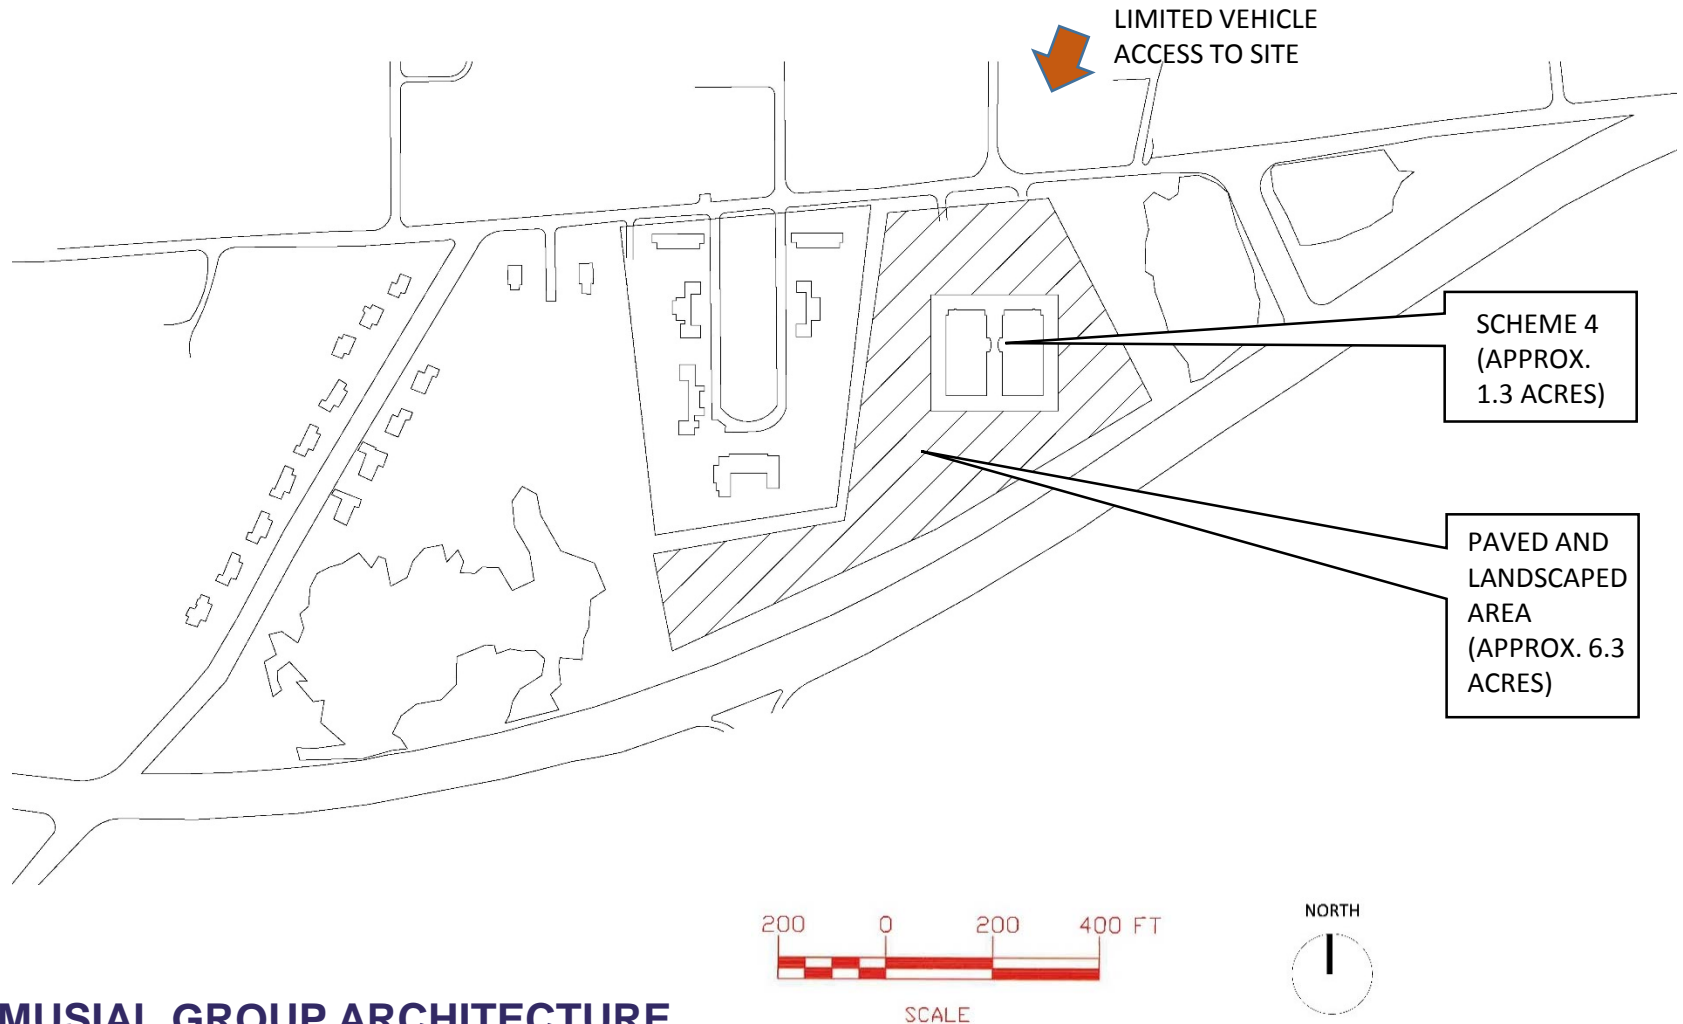 LIMITED VEHICLE
ACCESS TO SITE
SCHEME 4
(APPROX.
1.3 ACRES)
PAVED AND
LANDSCAPED
AREA
(APPROX. 6.3
ACRES)
200 0 200 400 FT
SCALE
NORTH
MUSIAL GROUP ARCHITECTURE